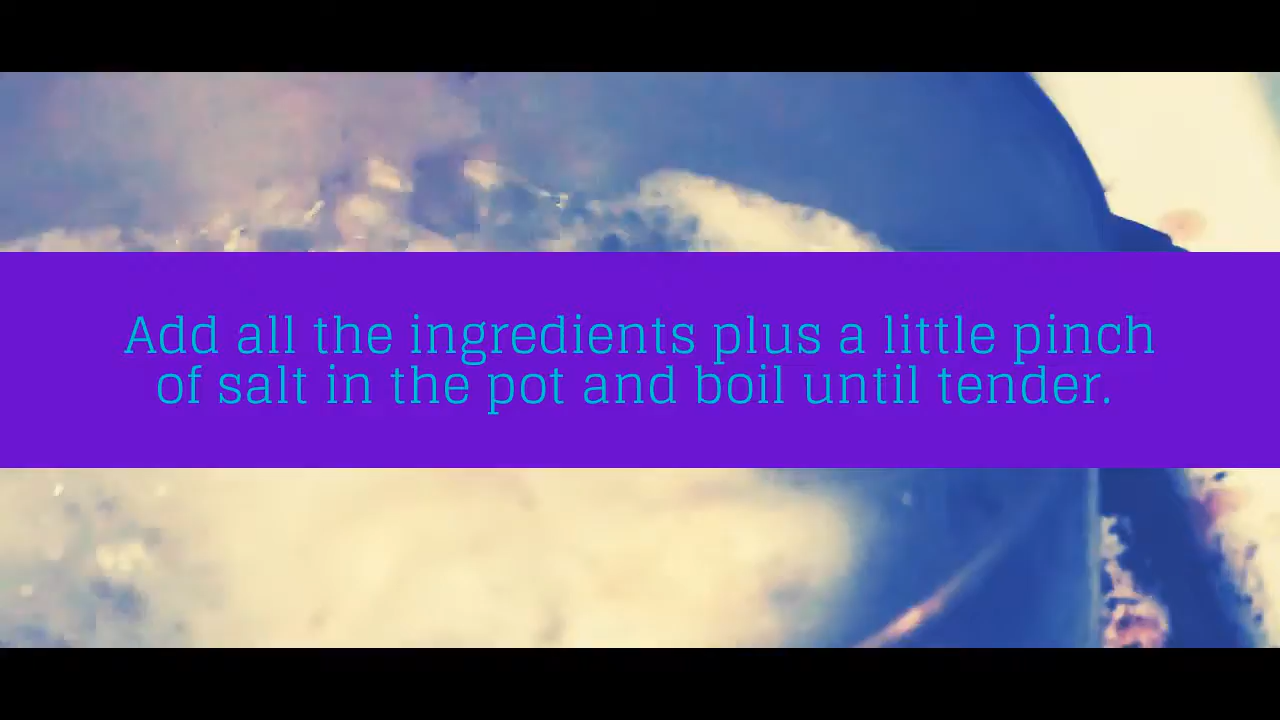 Add all the ingredients plus a little pinch
of salt in the pot and boil until tender.